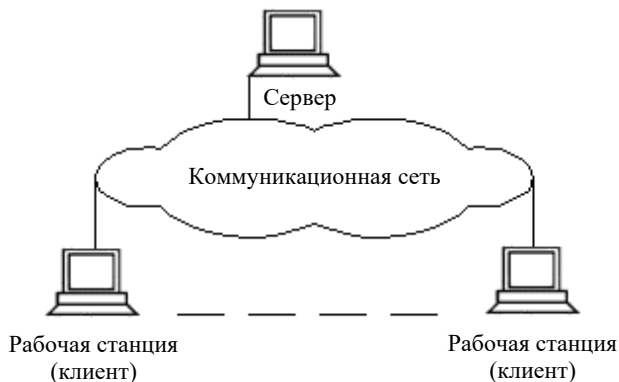 Сервер
Коммуникационная сеть
Рабочая станция
(клиент)
Рабочая станция
(клиент)